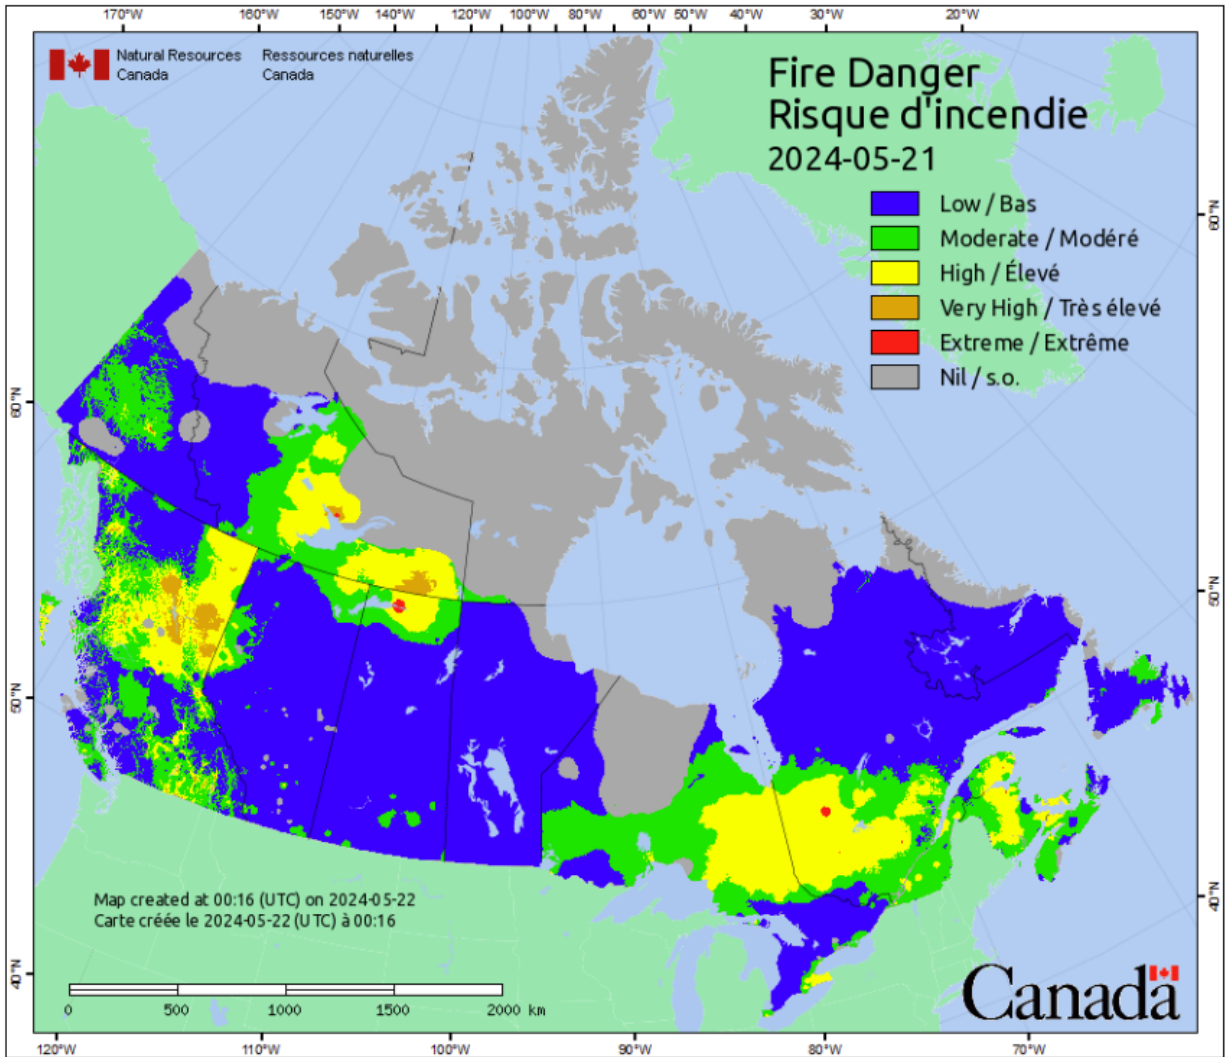 170°W 160°W 150°W 140°W 120°W 100°W 80°W 60°W 50°W 40°W 30°W 20°W
Natural Resources Ressources naturelles
Canada Canada
Fire Danger
Risque d'incendie
2024-05-21
Low / Bas
Moderate / Modéré
High / Élevé
Very High / Très élevé
Extreme / Extrême
Nil / s.o.
60°N
60°N
50°N
50°N
40°N
40°N
Map created at 00:16 (UTC) on 2024-05-22
Carte créée le 2024-05-22 (UTC) à 00:16
0 500 1000 1500 2000 km
Canada
120°W 110°W 100°W 90°W 80°W 70°W